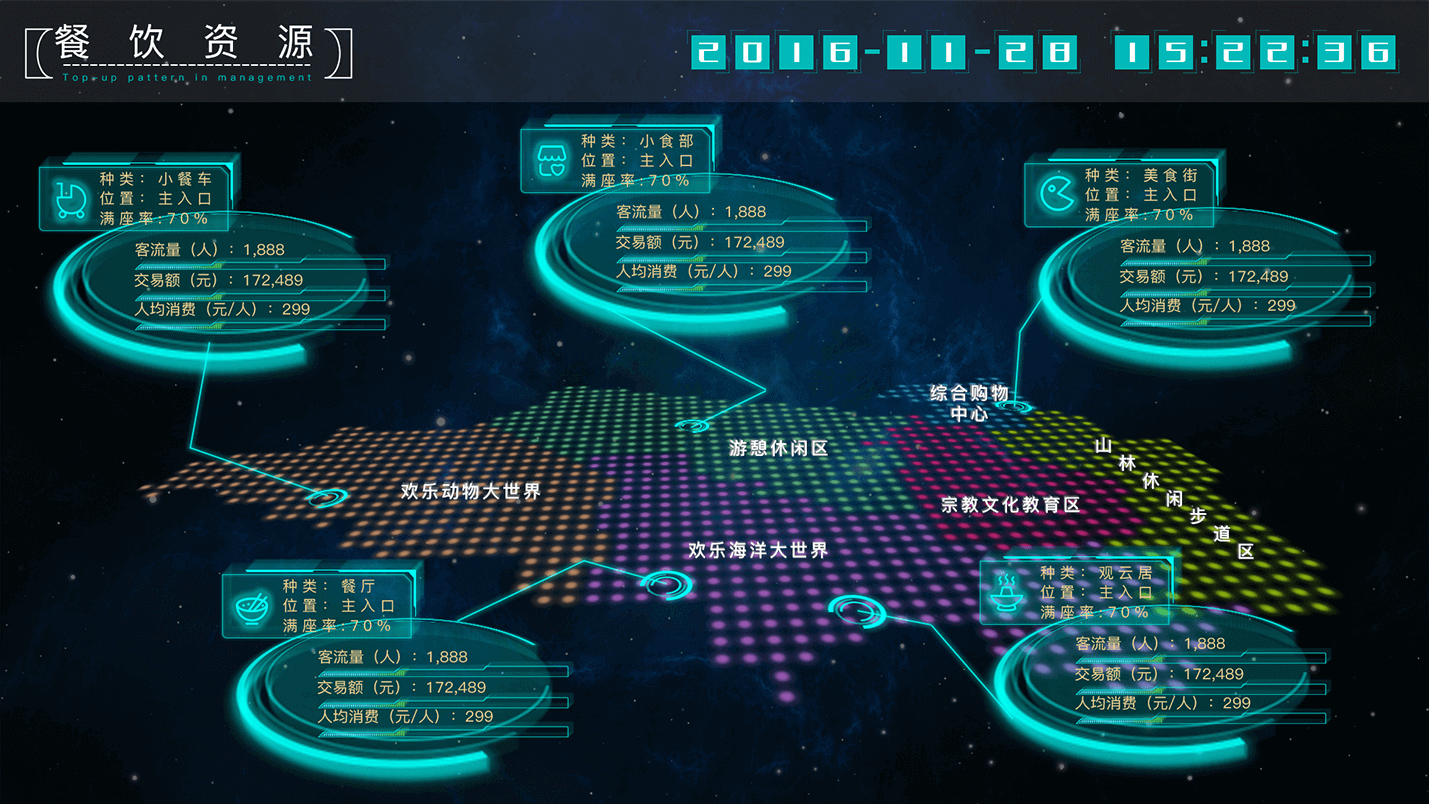 餐饮资源
Top-up pattern in management
2016-11-28 15:22:36
种类：小餐车
位置：主入口
满座率:70%
客流量（人）：1,888
交易额（元）：172,489
人均消费（元/人）：299
种类：小食部
位置：主入口
满座率:70%
客流量（人）：1,888
交易额（元）：172,489
人均消费（元/人）：299
种类：美食街
位置：主入口
满座率:70%
客流量（人）：1,888
交易额（元）：172,489
人均消费（元/人）：299
综合购物
中心
游憩休闲区
山林休闲步道区
欢乐动物大世界
宗教文化教育区
欢乐海洋大世界
种类：餐厅
位置：主入口
满座率:70%
客流量（人）：1,888
交易额（元）：172,489
人均消费（元/人）：299
种类：观云居
位置：主入口
满座率:70%
客流量（人）：1,888
交易额（元）：172,489
人均消费（元/人）：299